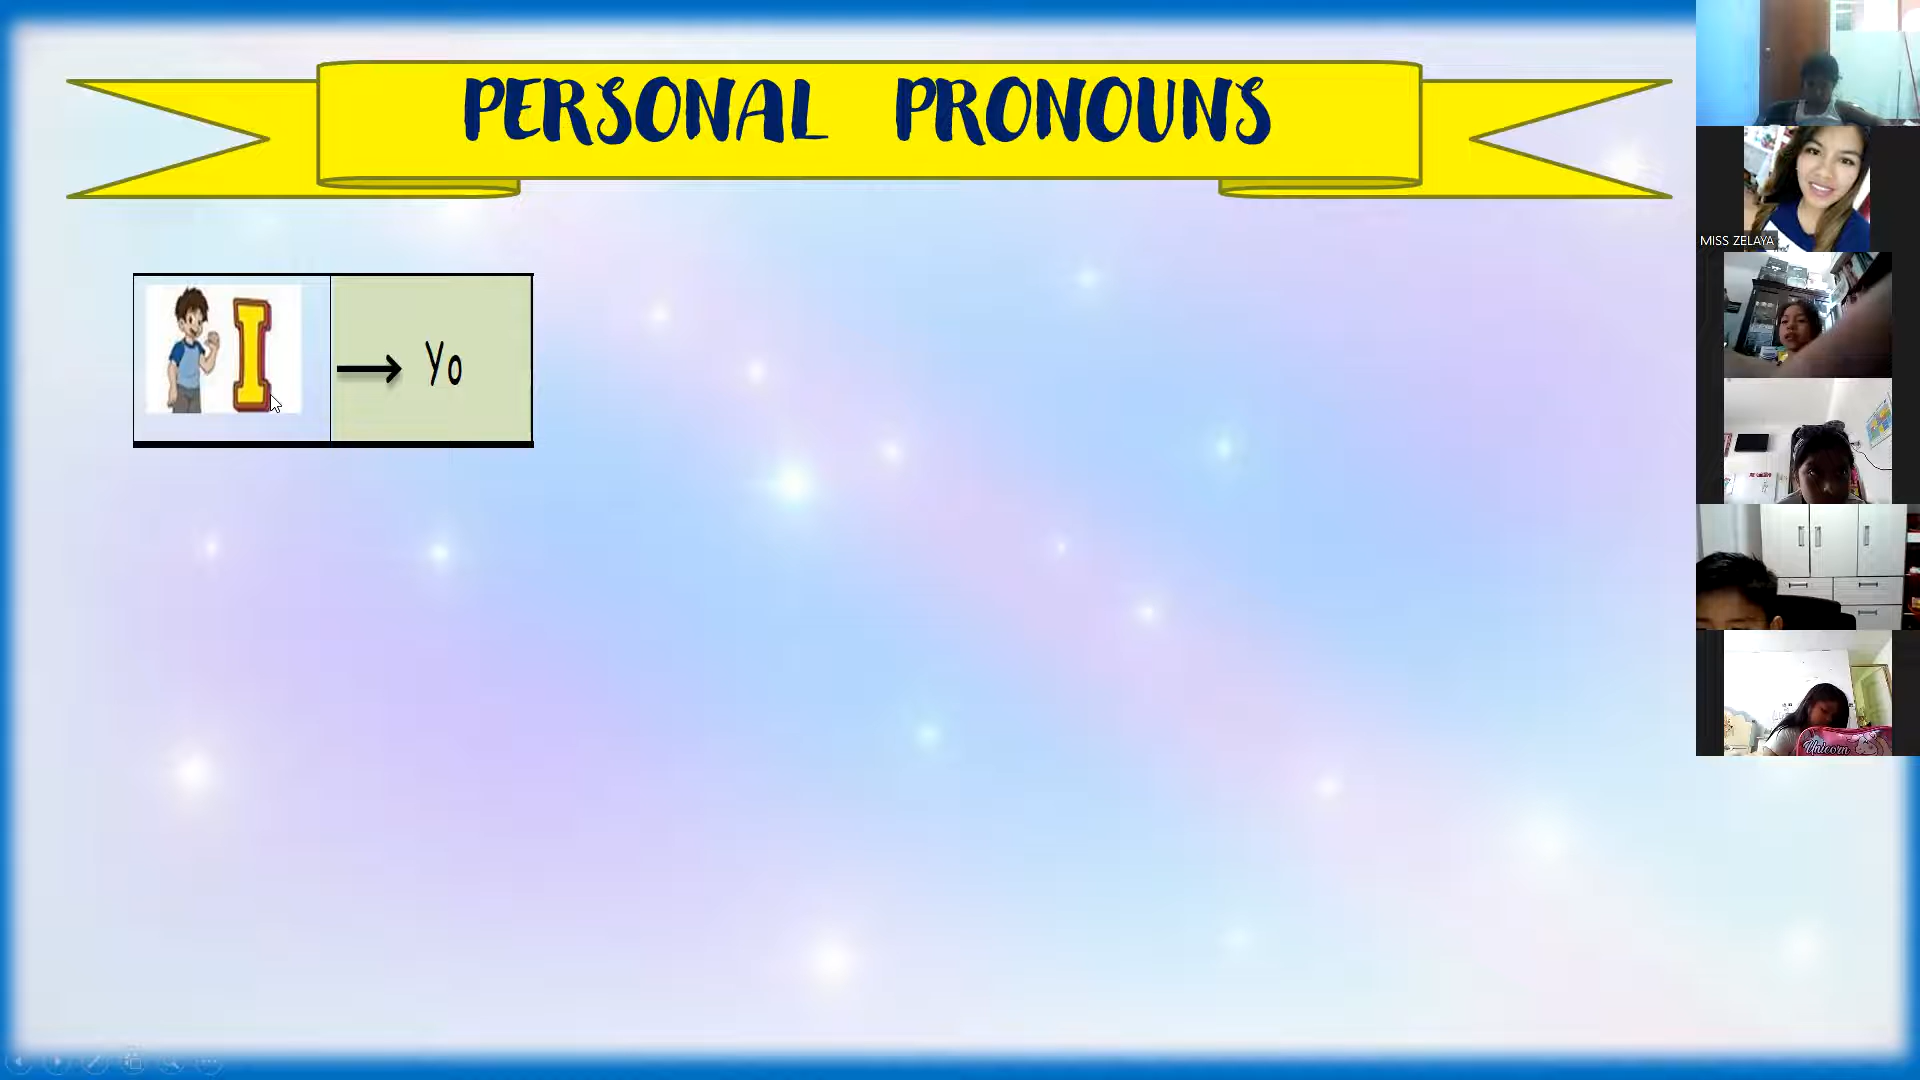 PERSONAL PRONOUNS
I
Yo
MISS ZELAYA
Unicorn